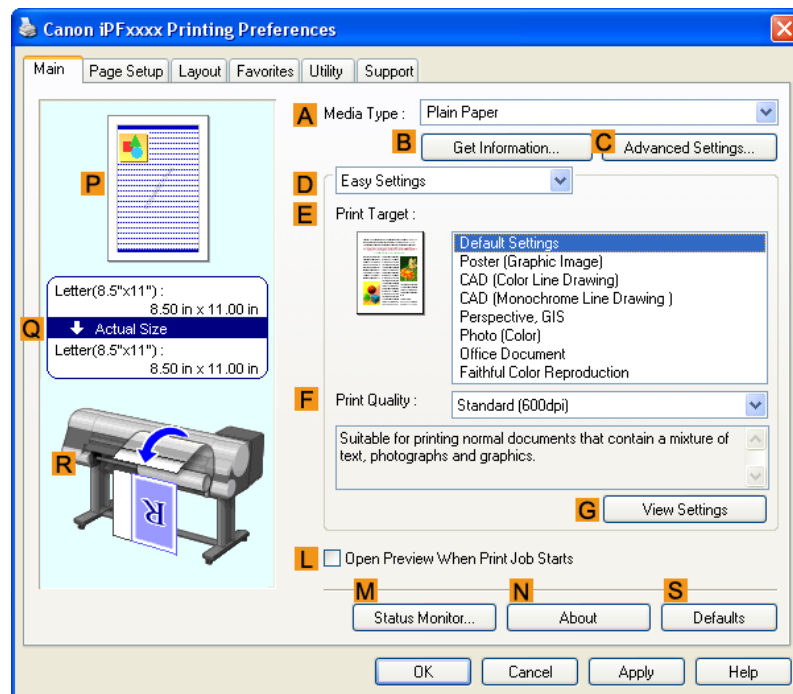 Canon iPFxxxx Printing Preferences
Main Page Setup Layout Favorites Utility Support
A Media Type : Plain Paper
B Get Information... C Advanced Settings...
P
D Easy Settings
E Print Target :
Default Settings
Poster (Graphic Image)
CAD (Color Line Drawing)
CAD (Monochrome Line Drawing )
Perspective, GIS
Photo (Color)
Office Document
Faithful Color Reproduction
Letter(8.5"x11") :
8.50 in x 11.00 in
Q Actual Size
Letter(8.5"x11") :
8.50 in x 11.00 in
F Print Quality : Standard (600dpi)
Suitable for printing normal documents that contain a mixture of
text, photographs and graphics.
R
R
G View Settings
L Open Preview When Print Job Starts
M N S
Status Monitor... About Defaults
OK Cancel Apply Help